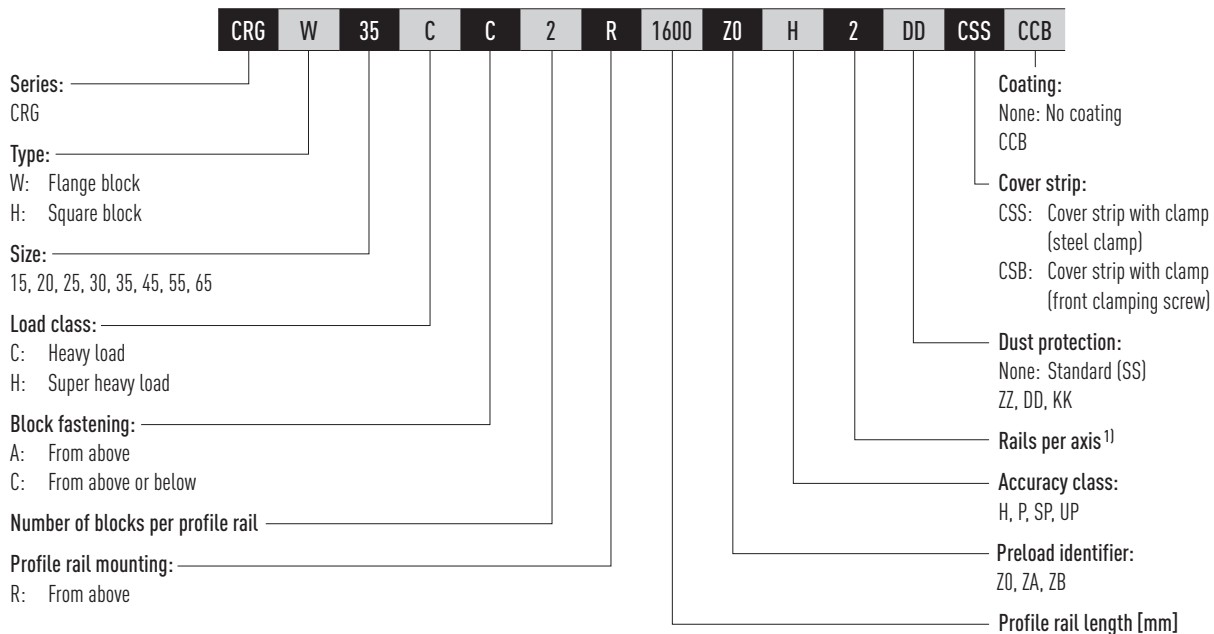 CRG W 35 C C 2 R 1600 Z0 H 2 DD CSS CCB
Series:
CRG
Type:
W: Flange block
H: Square block
Size:
15, 20, 25, 30, 35, 45, 55, 65
Load class:
C: Heavy load
H: Super heavy load
Block fastening:
A: From above
C: From above or below
Number of blocks per profile rail
Profile rail mounting:
R: From above
Coating:
None: No coating
CCB
Cover strip:
CSS: Cover strip with clamp
(steel clamp)
CSB: Cover strip with clamp
(front clamping screw)
Dust protection:
None: Standard (SS)
ZZ, DD, KK
Rails per axis 1)
Accuracy class:
H, P, SP, UP
Preload identifier:
Z0, ZA, ZB
Profile rail length [mm]